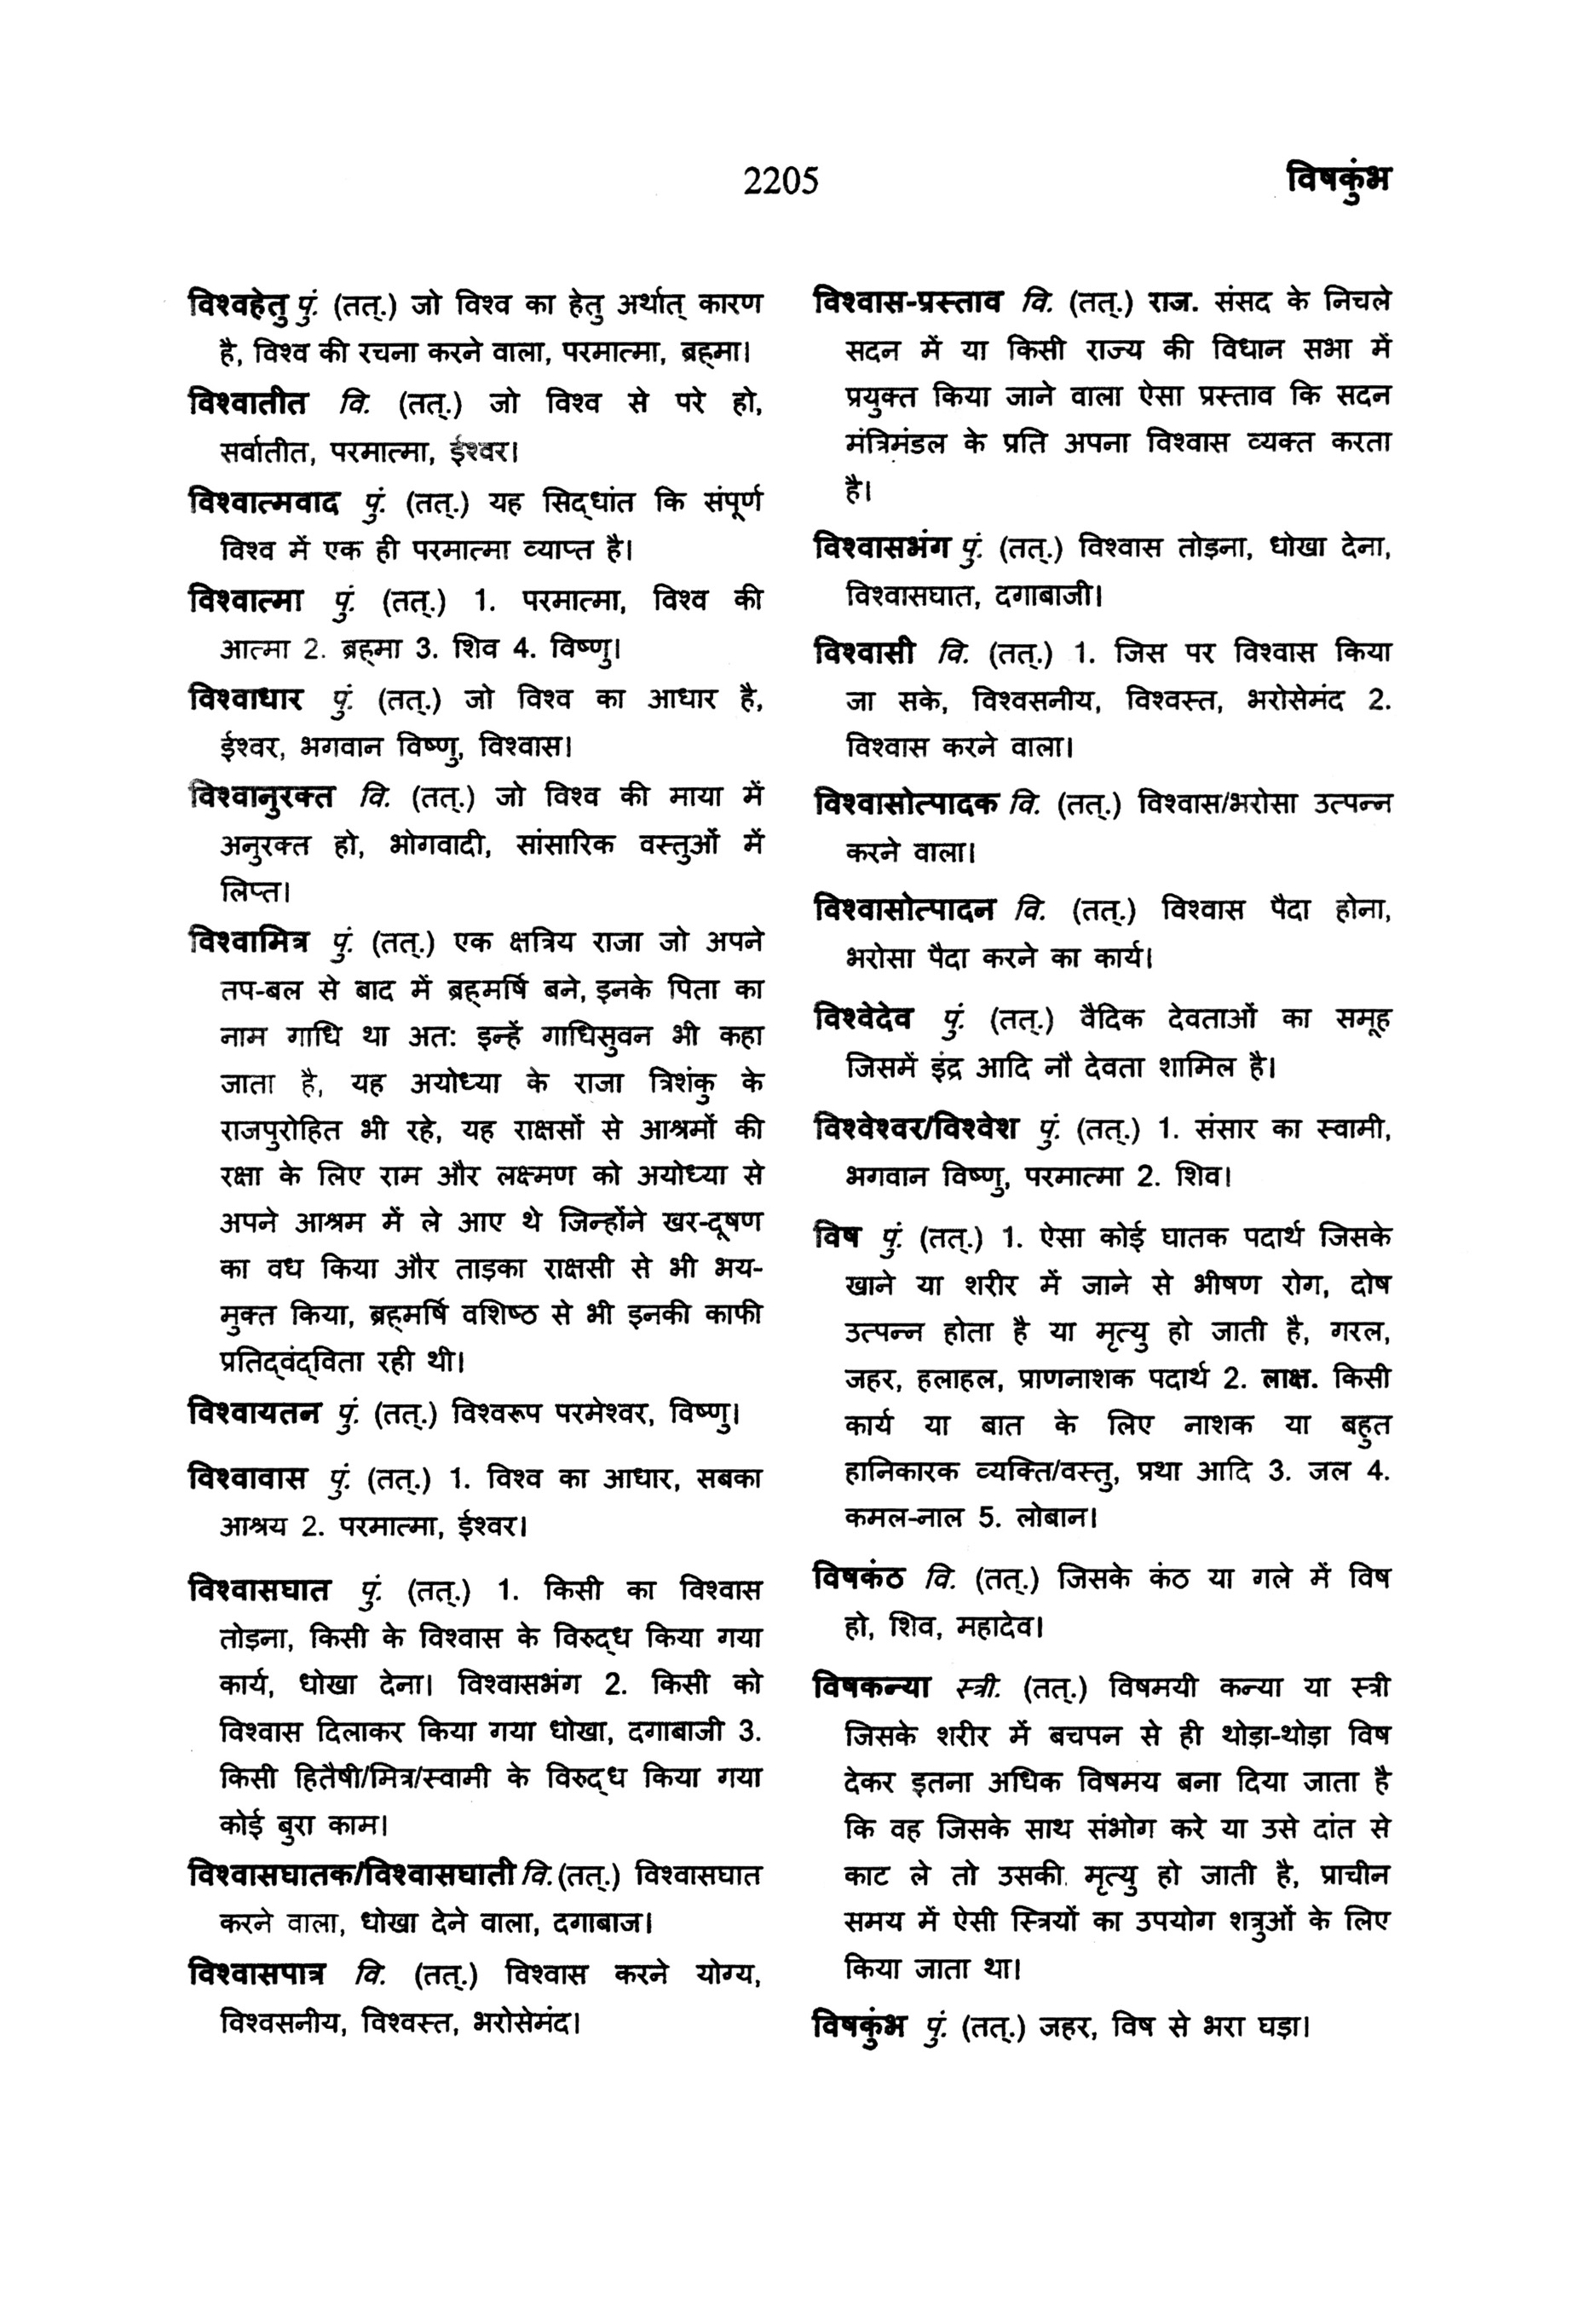 2205
विषकुंभ
विश्वहेतु पुं. (तत्.) जो विश्व का हेतु अर्थात् कारण
है, विश्व की रचना करने वाला, परमात्मा, ब्रह्मा।
विश्वातीत वि. (तत्.) जो विश्व से परे हो,
सर्वातीत, परमात्मा, ईश्वर।
विश्वात्मवाद पुं. (तत्.) यह सिद्धांत कि संपूर्ण
विश्व में एक ही परमात्मा व्याप्त है।
विश्वात्मा पुं. (तत्.) 1. परमात्मा, विश्व की
आत्मा 2. ब्रह्मा 3. शिव 4. विष्णु।
विश्वाधार पुं. (तत्.) जो विश्व का आधार है,
ईश्वर, भगवान विष्णु, विश्वास।
विश्वानुरक्त वि. (तत्.) जो विश्व की माया में
अनुरक्त हो, भोगवादी, सांसारिक वस्तुओं में
लिप्त।
विश्वामित्र पुं. (तत्.) एक क्षत्रिय राजा जो अपने
तप-बल से बाद में ब्रह्मर्षि बने, इनके पिता का
नाम गाधि था अत: इन्हें गाधिसुवन भी कहा
जाता है, यह अयोध्या के राजा त्रिशंकु के
राजपुरोहित भी रहे, यह राक्षसों से आश्रमों की
रक्षा के लिए राम और लक्ष्मण को अयोध्या से
अपने आश्रम में ले आए थे जिन्होंने खर-दूषण
का वध किया और ताड़का राक्षसी से भी भय-
मुक्त किया, ब्रह्मर्षि वशिष्ठ से भी इनकी काफी
प्रतिद्वंद्विता रही थी।
विश्वायतन पुं. (तत्.) विश्वरूप परमेश्वर, विष्णु।
विश्वावास पुं. (तत्.) 1. विश्व का आधार, सबका
आश्रय 2. परमात्मा, ईश्वर।
विश्वासघात पुं. (तत्.) 1. किसी का विश्वास
तोड़ना, किसी के विश्वास के विरुद्ध किया गया
कार्य, धोखा देना। विश्वासभंग 2. किसी को
विश्वास दिलाकर किया गया धोखा, दगाबाजी 3.
किसी हितैषी/मित्र/स्वामी के विरुद्ध किया गया
कोई बुरा काम।
विश्वासघातक/विश्वासघाती वि. (तत्.) विश्वासघात
करने वाला, धोखा देने वाला, दगाबाज।
विश्वासपात्र वि. (तत्.) विश्वास करने योग्य,
विश्वसनीय, विश्वस्त, भरोसेमंद।
विश्वास-प्रस्ताव वि. (तत्.) राज. संसद के निचले
सदन में या किसी राज्य की विधान सभा में
प्रयुक्त किया जाने वाला ऐसा प्रस्ताव कि सदन
मंत्रिमंडल के प्रति अपना विश्वास व्यक्त करता
है।
विश्वासभंग पुं. (तत्.) विश्वास तोड़ना, धोखा देना,
विश्वासघात, दगाबाजी।
विश्वासी वि. (तत्.) 1. जिस पर विश्वास किया
जा सके, विश्वसनीय, विश्वस्त, भरोसेमंद 2.
विश्वास करने वाला।
विश्वासोत्पादक वि. (तत्.) विश्वास/भरोसा उत्पन्न
करने वाला।
विश्वासोत्पादन वि. (तत्.) विश्वास पैदा होना,
भरोसा पैदा करने का कार्य।
विश्वेदेव पुं. (तत्.) वैदिक देवताओं का समूह
जिसमें इंद्र आदि नौ देवता शामिल है।
विश्वेश्वर/विश्वेश पुं. (तत्.) 1. संसार का स्वामी,
भगवान विष्णु, परमात्मा 2. शिव।
विष पुं. (तत्.) 1. ऐसा कोई घातक पदार्थ जिसके
खाने या शरीर में जाने से भीषण रोग, दोष
उत्पन्न होता है या मृत्यु हो जाती है, गरल,
जहर, हलाहल, प्राणनाशक पदार्थ 2. लाक्ष. किसी
कार्य या बात के लिए नाशक या बहुत
हानिकारक व्यक्ति/वस्तु, प्रथा आदि 3. जल 4.
कमल-नाल 5. लोबान।
विषकंठ वि. (तत्.) जिसके कंठ या गले में विष
हो, शिव, महादेव।
विषकन्या स्त्री. (तत्.) विषमयी कन्या या स्त्री
जिसके शरीर में बचपन से ही थोड़ा-थोड़ा विष
देकर इतना अधिक विषमय बना दिया जाता है
कि वह जिसके साथ संभोग करे या उसे दांत से
काट ले तो उसकी मृत्यु हो जाती है, प्राचीन
समय में ऐसी स्त्रियों का उपयोग शत्रुओं के लिए
किया जाता था।
विषकुंभ पुं. (तत्.) जहर, विष से भरा घड़ा।